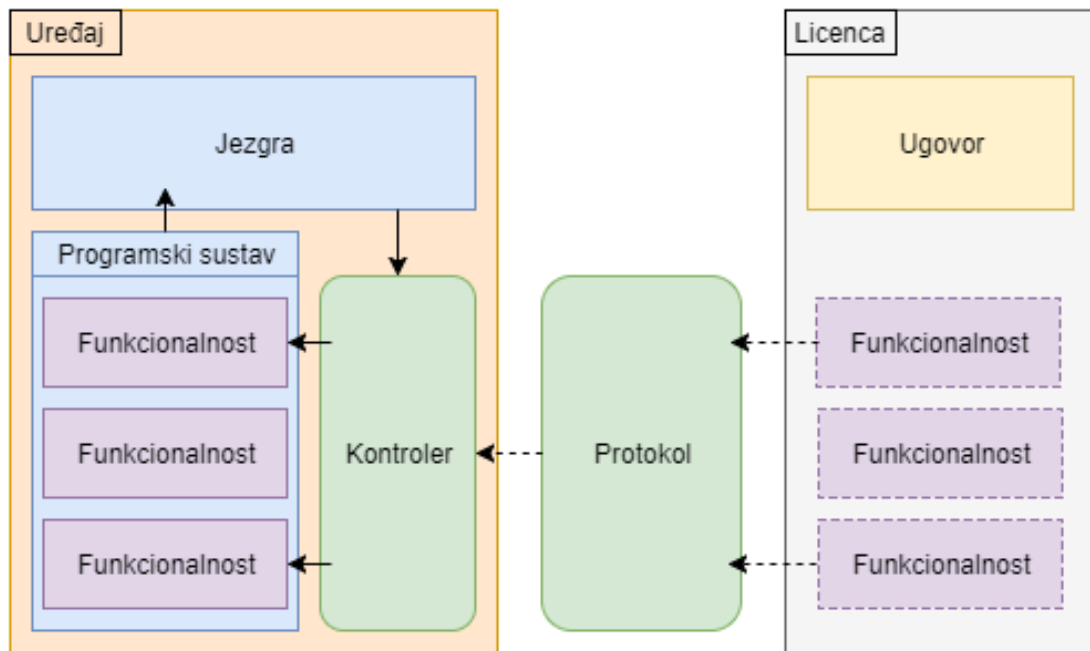 Uređaj
Jezgra
Programski sustav
Funkcionalnost
Funkcionalnost
Funkcionalnost
Kontroler
Protokol
Licenca
Ugovor
Funkcionalnost
Funkcionalnost
Funkcionalnost